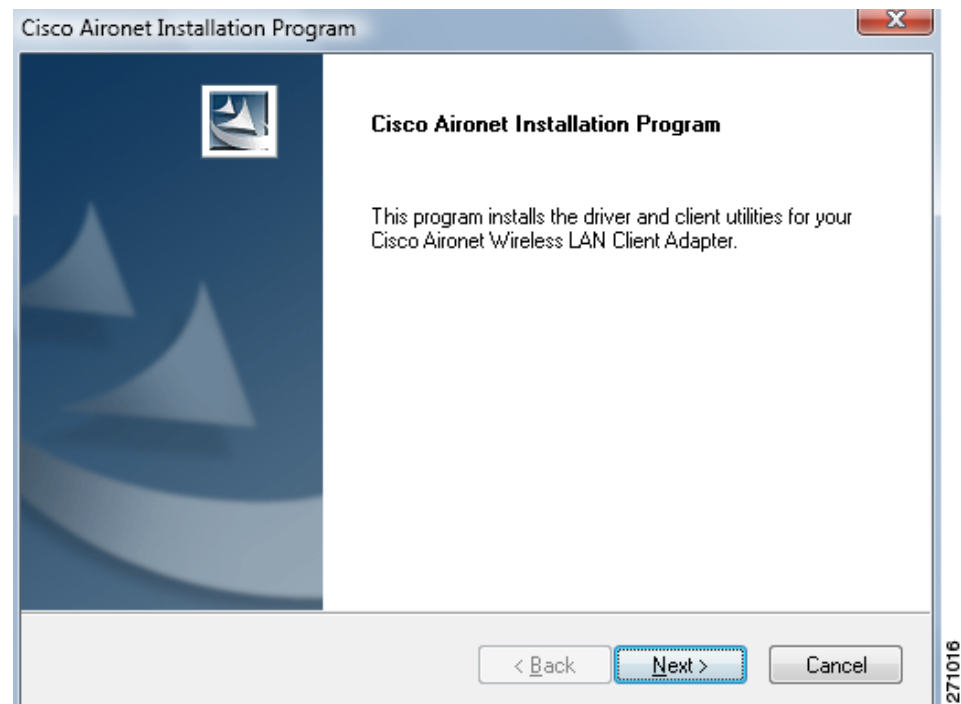 Cisco Aironet Installation Program
x
Cisco Aironet Installation Program
This program installs the driver and client utilities for your
Cisco Aironet Wireless LAN Client Adapter.
< Back
Next >
Cancel
271016